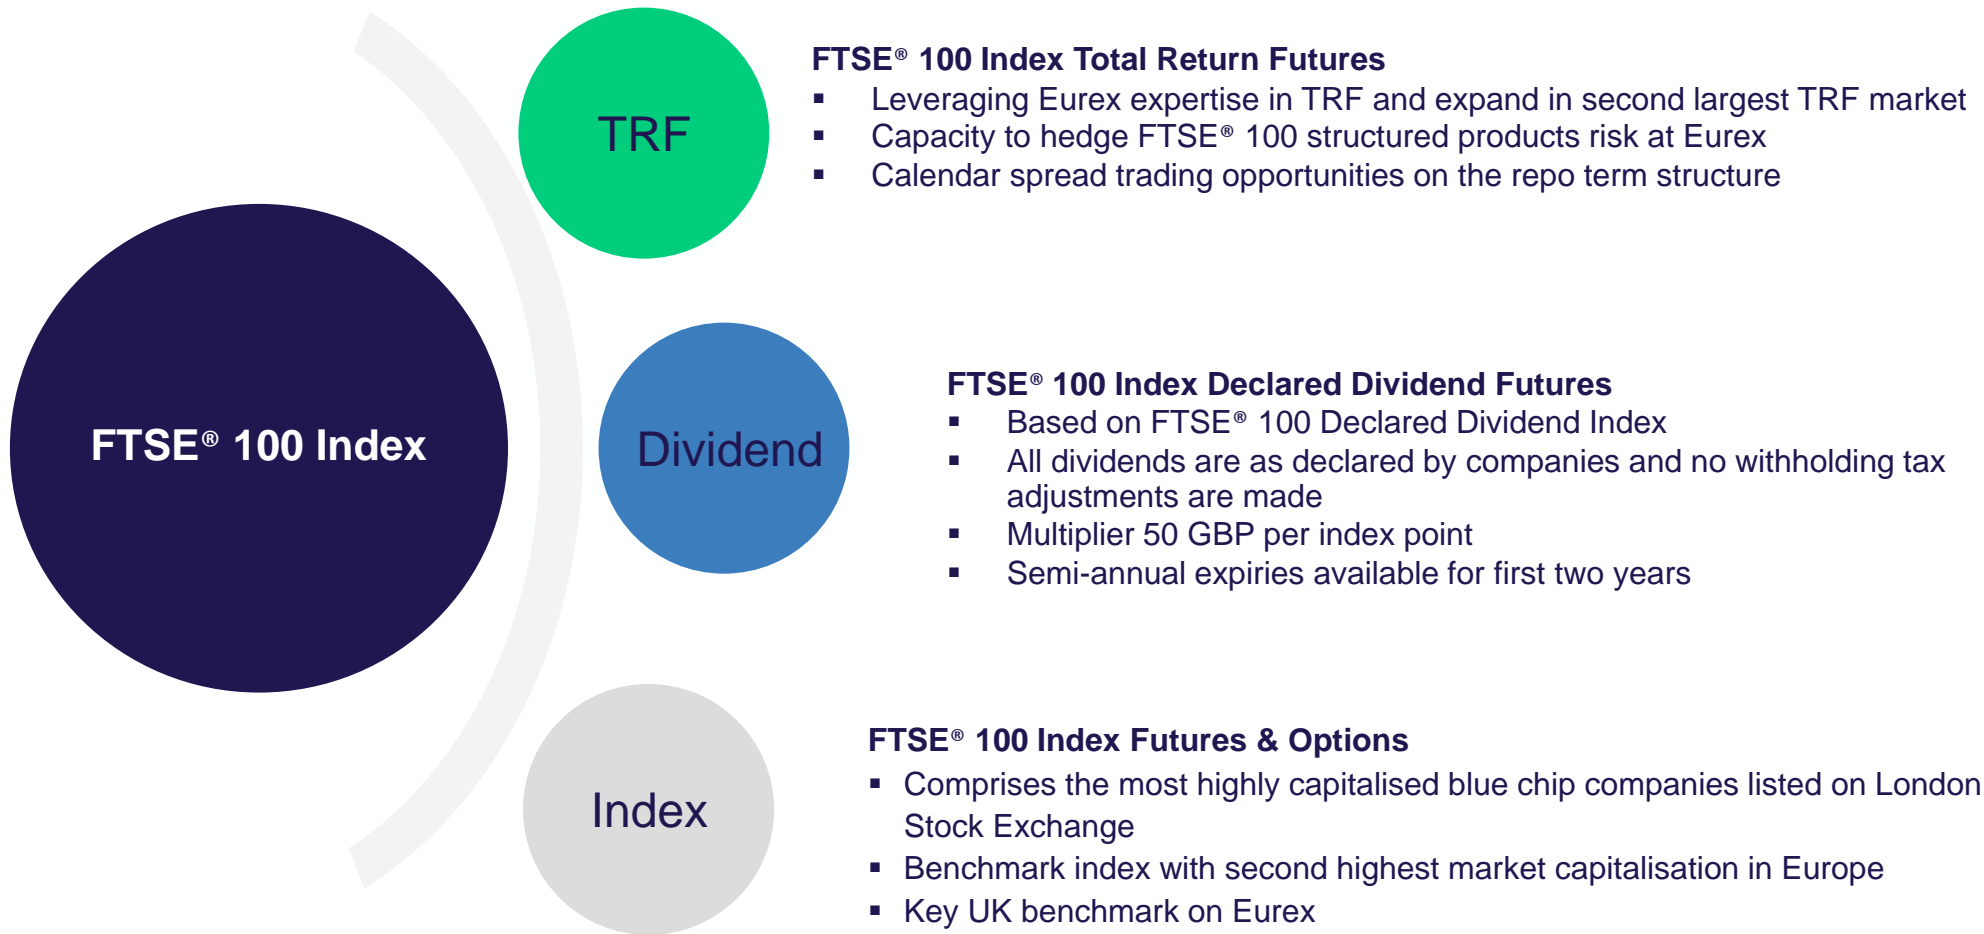 FTSE® 100 Index
TRF
FTSE® 100 Index Total Return Futures
▪ Leveraging Eurex expertise in TRF and expand in second largest TRF market
▪ Capacity to hedge FTSE® 100 structured products risk at Eurex
▪ Calendar spread trading opportunities on the repo term structure
Dividend
FTSE® 100 Index Declared Dividend Futures
▪ Based on FTSE® 100 Declared Dividend Index
▪ All dividends are as declared by companies and no withholding tax
adjustments are made
▪ Multiplier 50 GBP per index point
▪ Semi-annual expiries available for first two years
Index
FTSE® 100 Index Futures & Options
▪ Comprises the most highly capitalised blue chip companies listed on London
Stock Exchange
▪ Benchmark index with second highest market capitalisation in Europe
▪ Key UK benchmark on Eurex